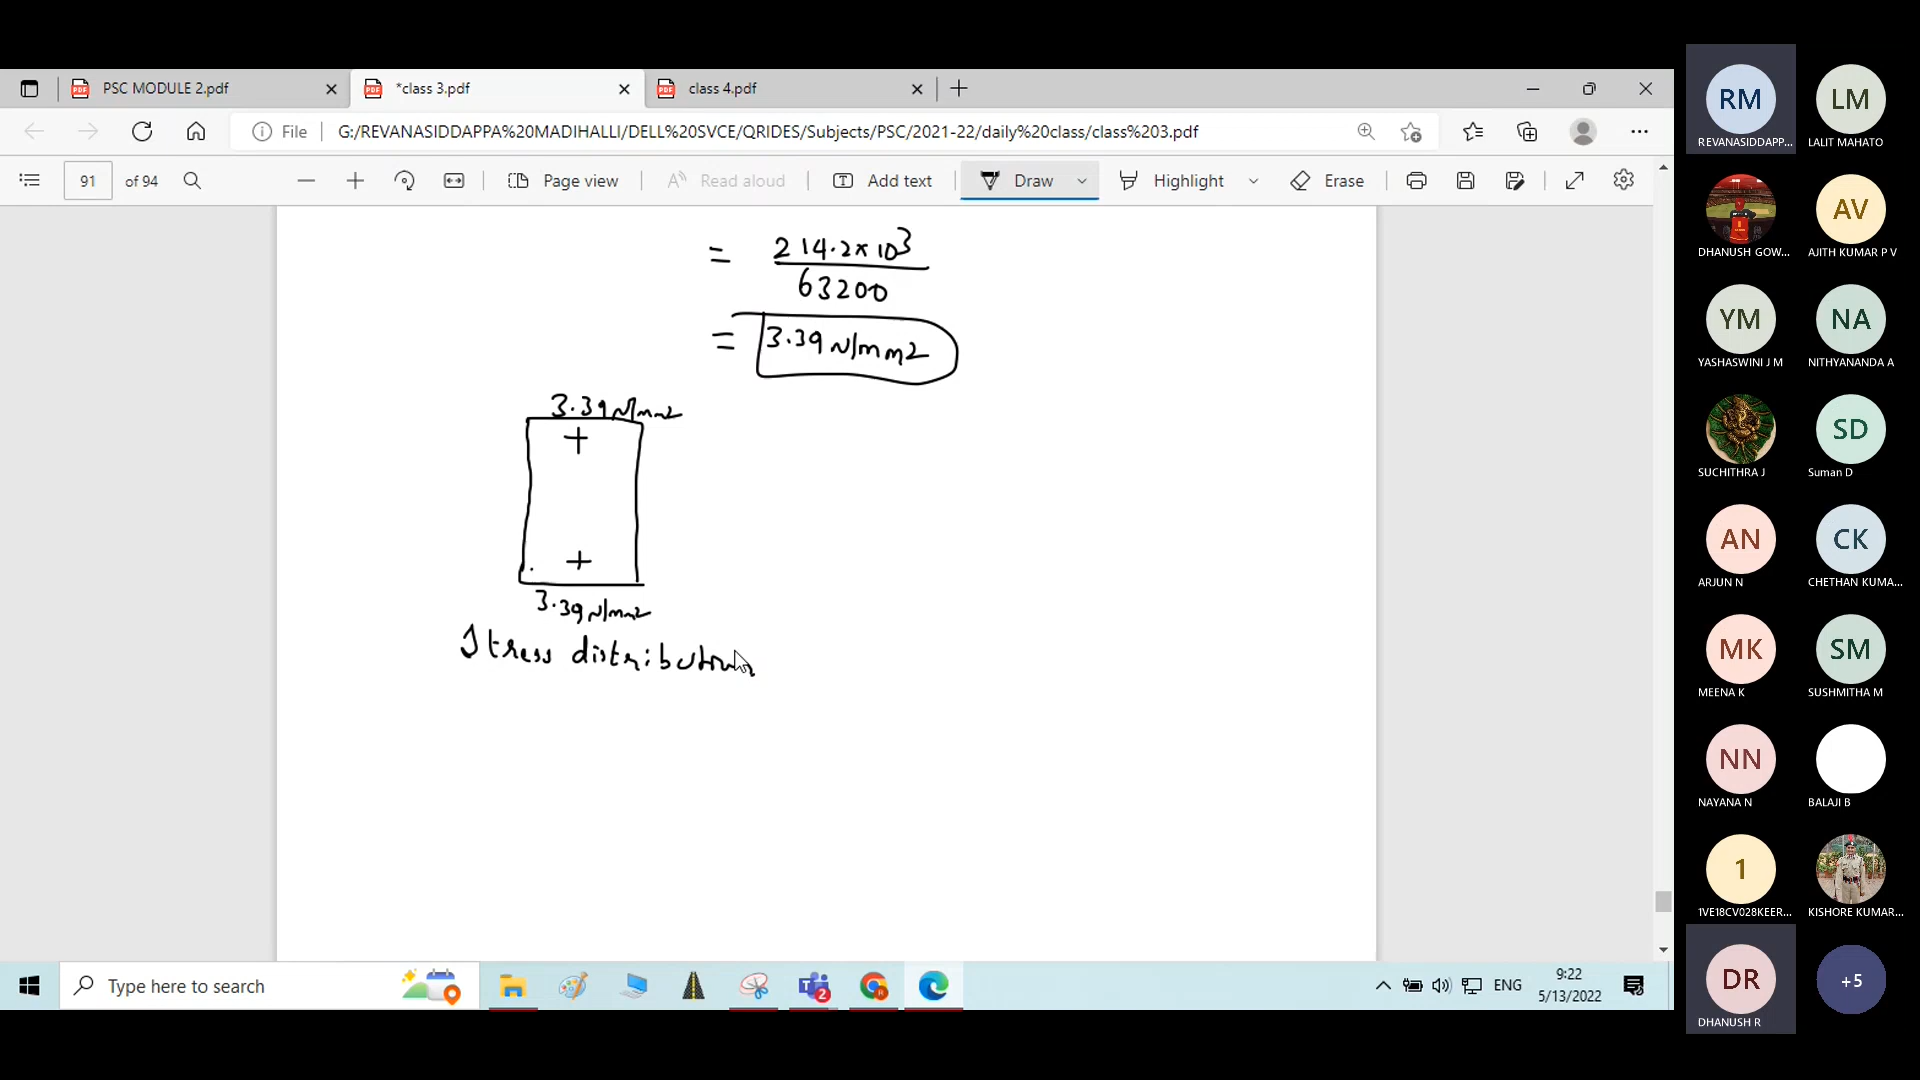 PSC MODULE 2.pdf
*class 3.pdf
class 4.pdf
File
G:/REVANASIDDAPPA%20MADIHALLI/DELL%20SVCE/QRIDES/Subjects/PSC/2021-22/daily%20class/class%203.pdf
91 of 94
Page view
Read aloud
Add text
Draw
Highlight
Erase
= 214.2x10³
63200
= 3.39 N/mm2
3.39 N/mm2
+
+
3.39 N/mm2
Stress distribution
RM
REVANASIDDAPP...
LM
LALIT MAHATO
DHANUSH GOW...
AV
AJITH KUMAR P V
YM
YASHASWINI J M
NA
NITHYANANDA A
SUCHITHRA J
SD
Suman D
AN
ARJUN N
CK
CHETHAN KUMA...
MK
MEENA K
SM
SUSHMITHA M
NN
NAYANA N
BALAJI B
1
1VE18CV028KEER...
KISHORE KUMAR...
DR
DHANUSH R
+5
Type here to search
2
R
ENG
9:22
5/13/2022